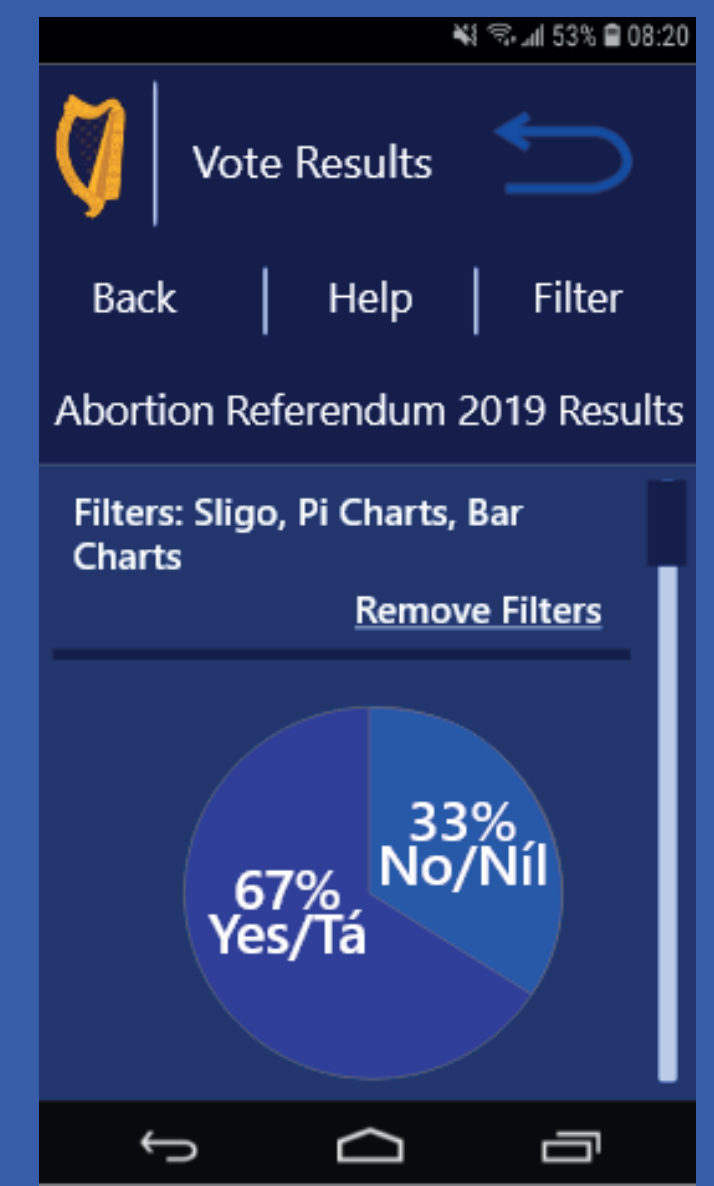 53% 08:20
Vote Results
Back Help Filter
Abortion Referendum 2019 Results
Filters: Sligo, Pi Charts, Bar
Charts
Remove Filters
33%
No/Níl
67%
Yes/Tá